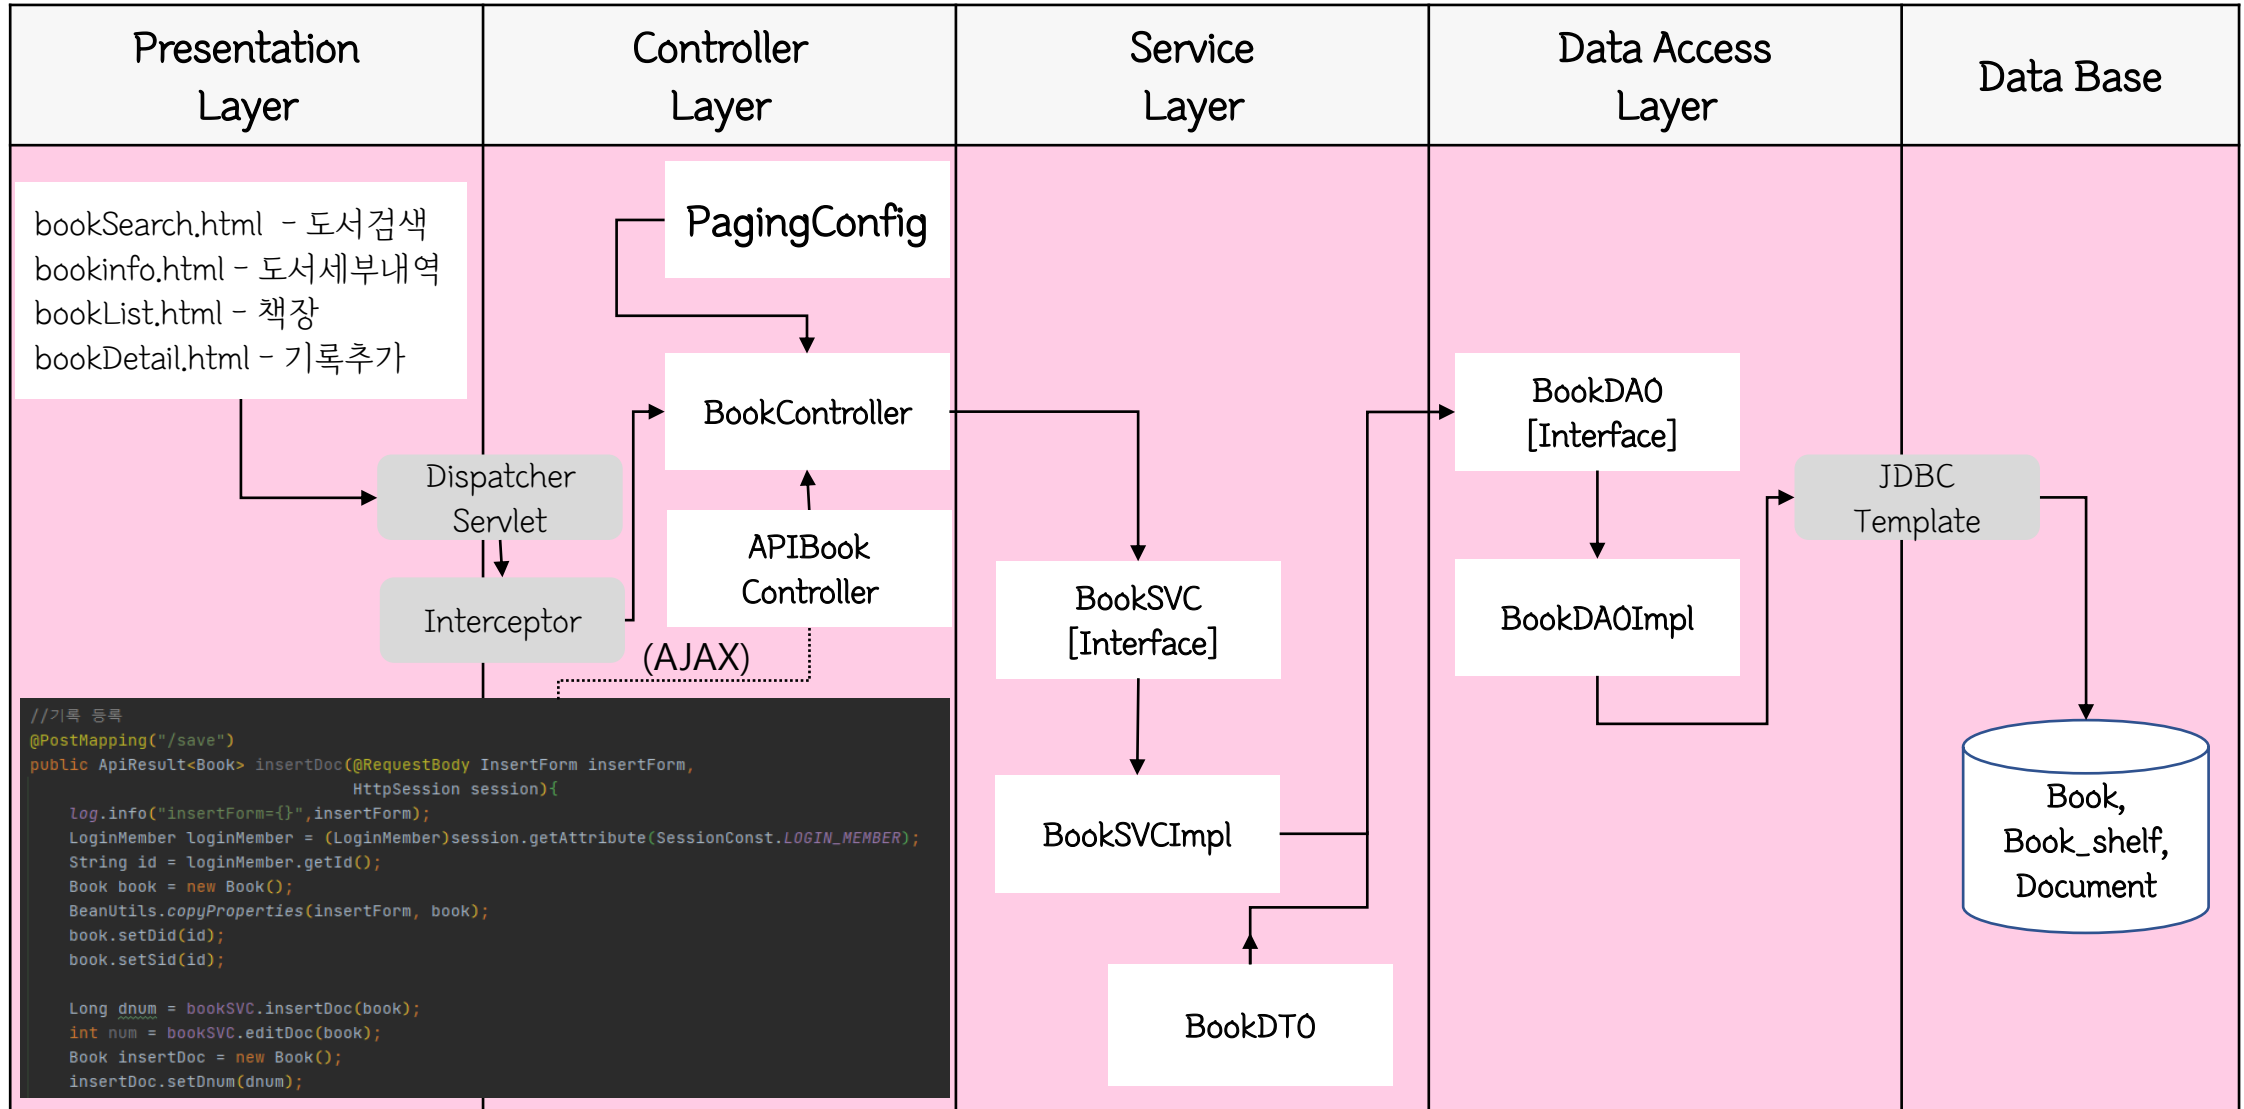 Presentation
Layer
Controller
Layer
Service
Layer
Data Access
Layer
Data Base
bookSearch.html - 도서검색
bookinfo.html - 도서세부내역
bookList.html - 책장
bookDetail.html - 기록추가
Dispatcher
Servlet
Interceptor
PagingConfig
BookController
APIBook
Controller
(AJAX)
//기록 등록
@PostMapping("/save")
public ApiResult<Book> insertDoc(@RequestBody InsertForm insertForm,
HttpSession session){
log.info("insertForm={}",insertForm);
LoginMember loginMember = (LoginMember)session.getAttribute(SessionConst.LOGIN_MEMBER);
String id = loginMember.getId();
Book book = new Book();
BeanUtils.copyProperties(insertForm, book);
book.setDid(id);
book.setSid(id);
Long dnum = bookSVC.insertDoc(book);
int num = bookSVC.editDoc(book);
Book insertDoc = new Book();
insertDoc.setDnum(dnum);
BookSVC
[Interface]
BookSVCImpl
BookDTO
BookDAO
[Interface]
BookDAOImpl
JDBC
Template
Book,
Book_shelf,
Document